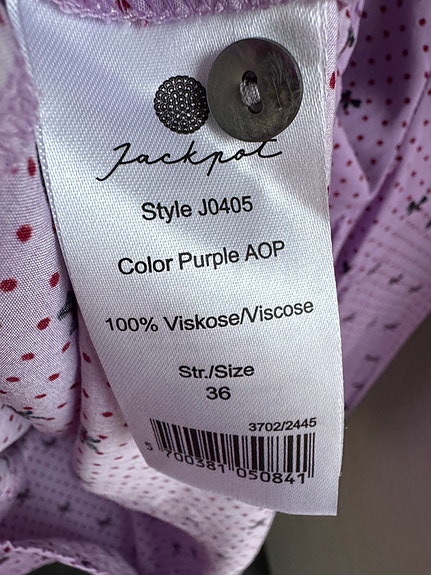 Jackpot
Style J0405
Color Purple AOP
100% Viskose/Viscose
Str./Size
36
3702/2445
5 700381 050841